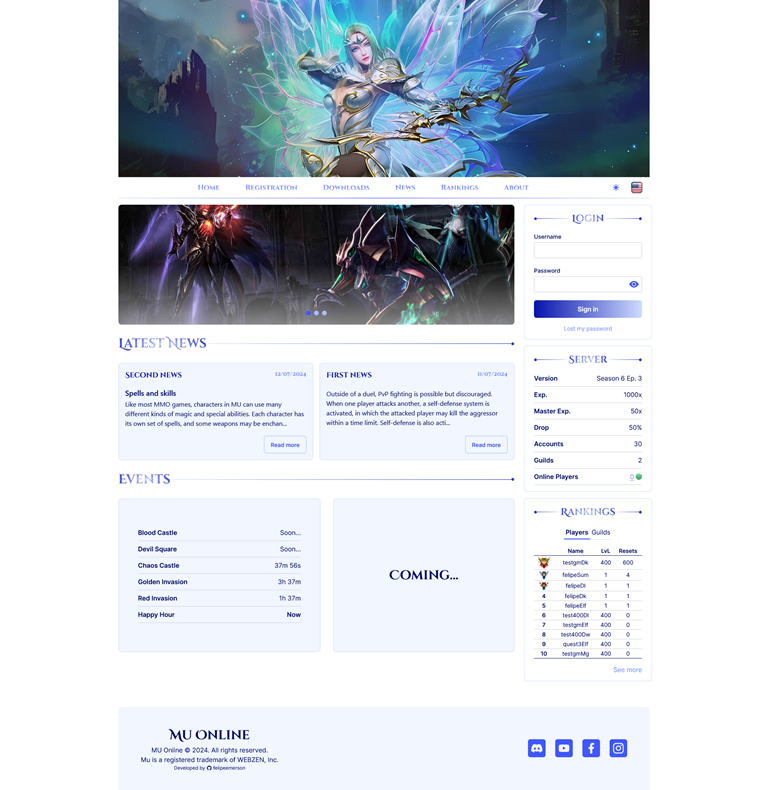 Home Registration Downloads News Rankings About
Login
Username
Password
Sign in
Lost my password
Latest News
Second news 12/07/2024
Spells and skills
Like most MMO games, characters in MU can use many
different kinds of magic and special abilities. Each character has
its own set of spells, and some weapons may be enchan...
Read more
First news 11/07/2024
Outside of a duel, PvP fighting is possible but discouraged.
When one player attacks another, a self-defense system is
activated, in which the attacked player may kill the aggressor
within a time limit. Self-defense is also acti...
Read more
Server
Version Season 6 Ep. 3
Exp. 1000x
Master Exp. 50x
Drop 50%
Accounts 30
Guilds 2
Online Players 0
Events
Blood Castle Soon...
Devil Square Soon...
Chaos Castle 37m 56s
Golden Invasion 3h 37m
Red Invasion 1h 37m
Happy Hour Now
Coming...
Rankings
Players Guilds
Name LvL Resets
testgmDk 400 600
felipeSum 1 4
felipeDl 1 1
4 felipeDk 1 1
5 felipeElf 1 1
6 test400Dl 400 0
7 testgmElf 400 0
8 test400Dw 400 0
9 quest3Elf 400 0
10 testgmMg 400 0
See more
Mu Online
MU Online © 2024. All rights reserved.
Mu is a registered trademark of WEBZEN, Inc.
Developed by felipeemerson